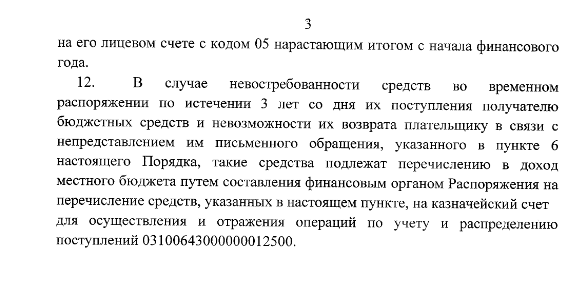 3
на его лицевом счете с кодом 05 нарастающим итогом с начала финансового
года.
12. В случае невостребованности средств во временном
распоряжении по истечении 3 лет со дня их поступления получателю
бюджетных средств и невозможности их возврата плательщику в связи с
непредставлением им письменного обращения, указанного в пункте 6
настоящего Порядка, такие средства подлежат перечислению в доход
местного бюджета путем составления финансовым органом Распоряжения на
перечисление средств, указанных в настоящем пункте, на казначейский счет
для осуществления и отражения операций по учету и распределению
поступлений 03100643000000012500.